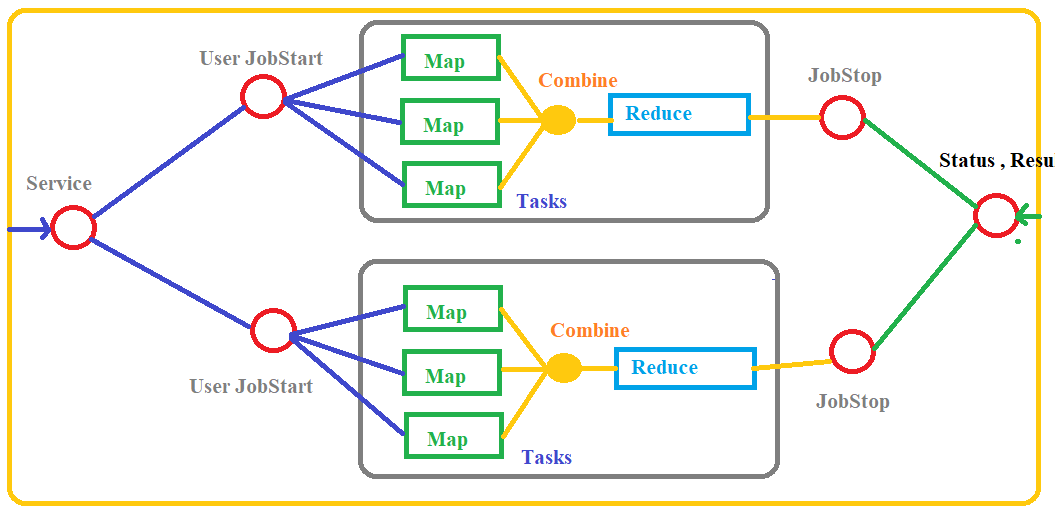 User JobStart
Map
Combine
JobStop
Map
Reduce
Status , Resu
Service
Map
Tasks
Map
Combine
Map
Reduce
User JobStart
JobStop
Map
Tasks